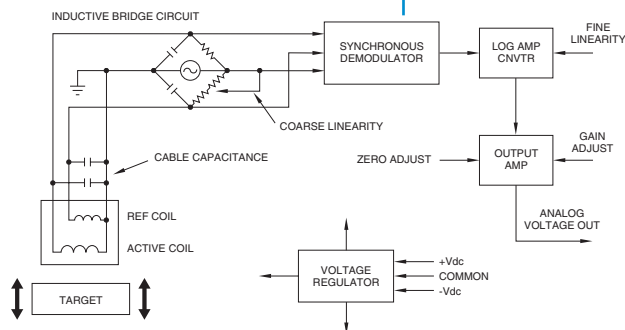 INDUCTIVE BRIDGE CIRCUIT
SYNCHRONOUS
DEMODULATOR
LOG AMP
CNVTR
FINE
LINEARITY
COARSE LINEARITY
CABLE CAPACITANCE
ZERO ADJUST
OUTPUT
AMP
GAIN
ADJUST
REF COIL
ACTIVE COIL
ANALOG
VOLTAGE OUT
VOLTAGE
REGULATOR
+Vdc
COMMON
-Vdc
TARGET